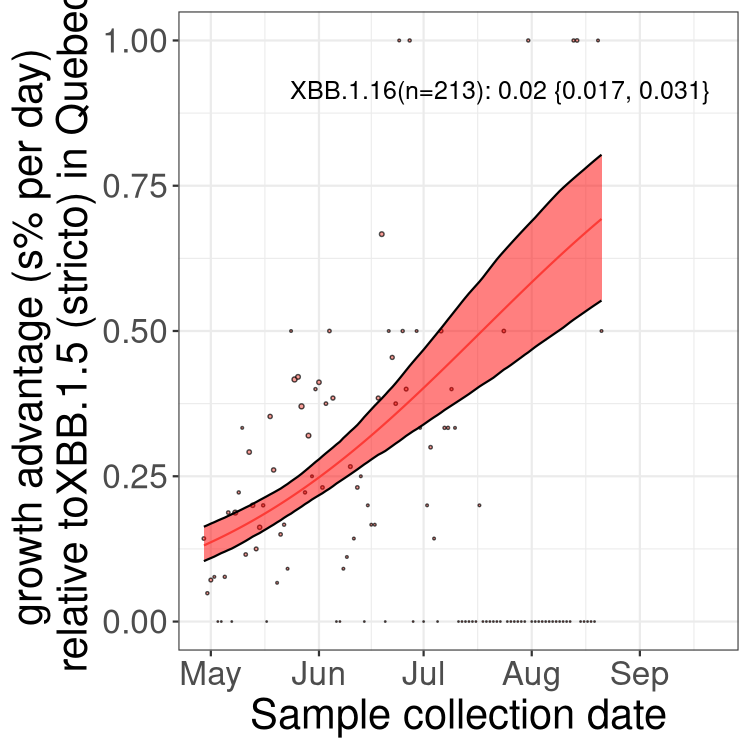 growth advantage (s% per day)
relative toXBB.1.5 (stricto) in Quebec
1.00
0.75
0.50
0.25
0.00
XBB.1.16(n=213): 0.02 {0.017, 0.031}
May Jun Jul Aug Sep
Sample collection date